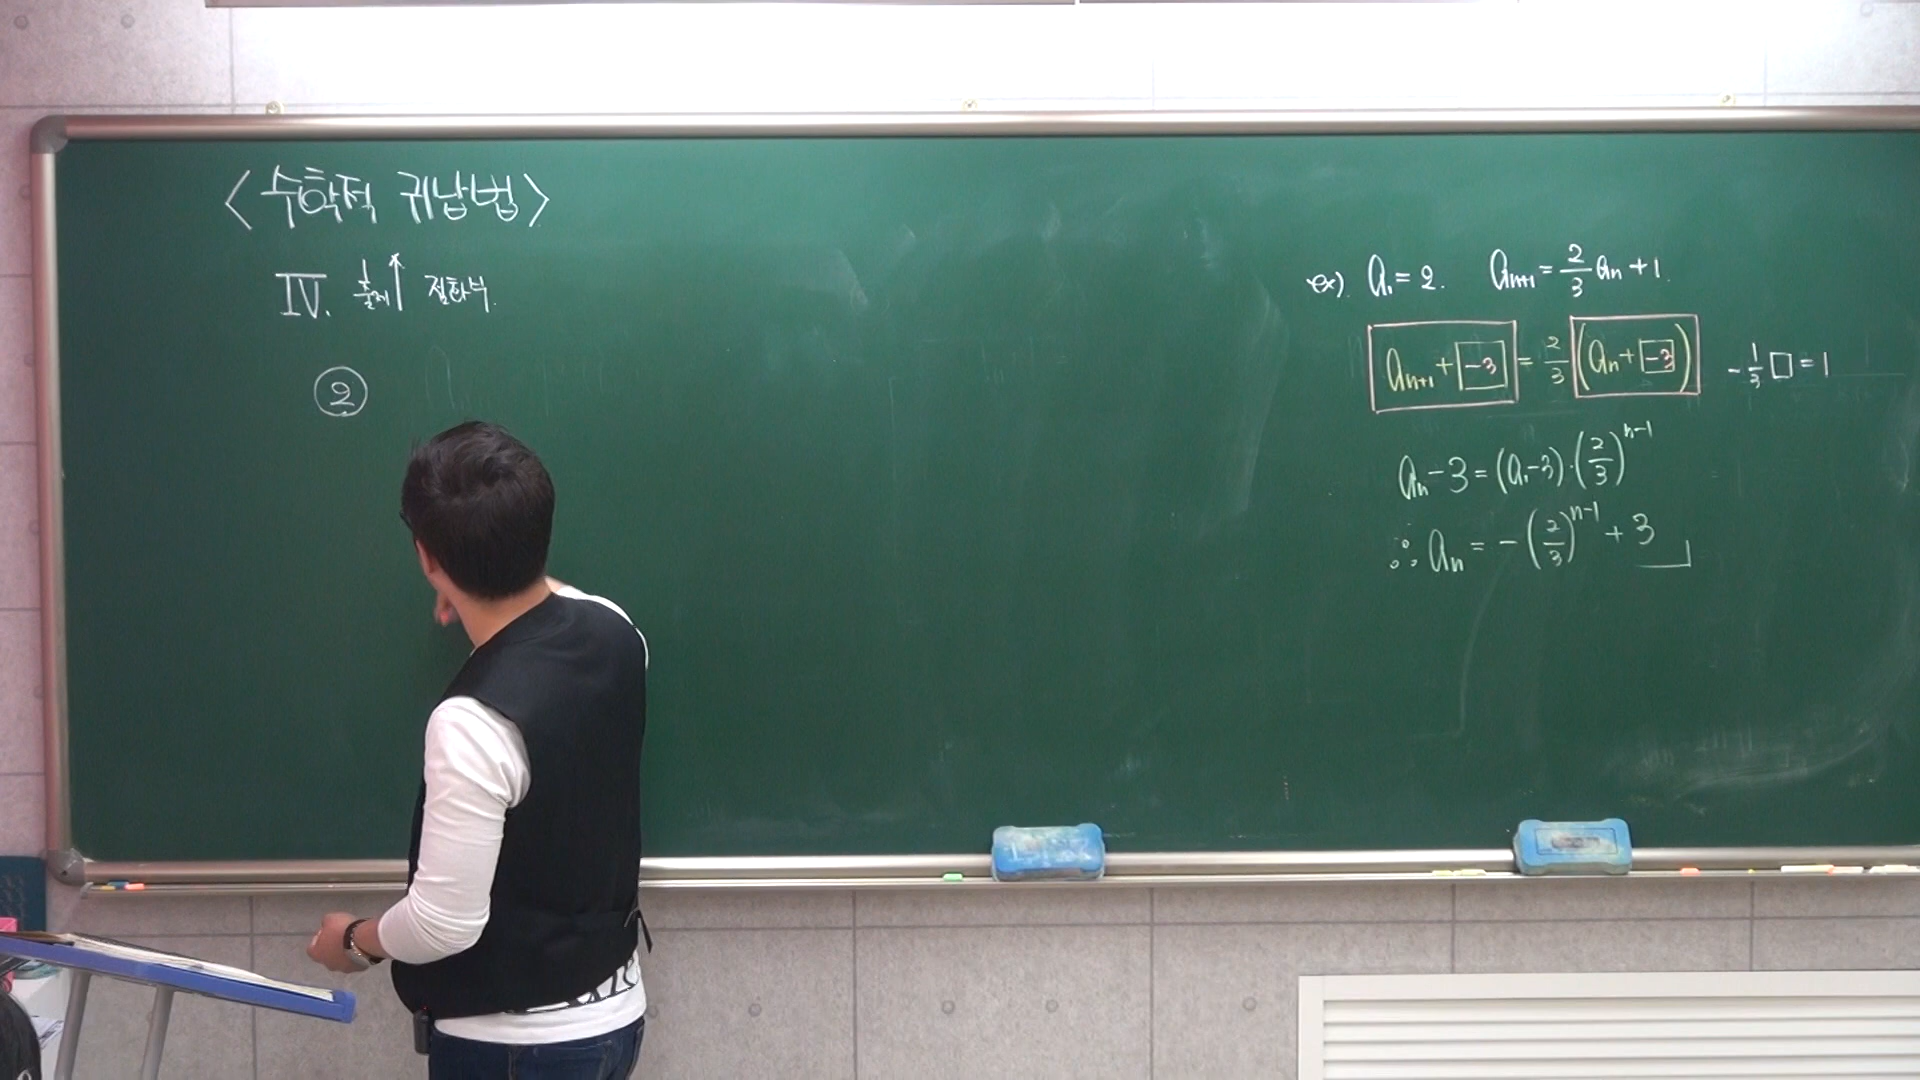 <수학적 귀납법>
IV. 출제↑ 점화식.
②
ex). a₁ = 2. aₙ₊₁ = 2/3 aₙ + 1.
aₙ₊₁ + [-3] = 2/3 (aₙ + [-3]) - 1/3 □ = 1
aₙ - 3 = (a₁ - 3) · (2/3)ⁿ⁻¹
∴ aₙ = - (2/3)ⁿ⁻¹ + 3